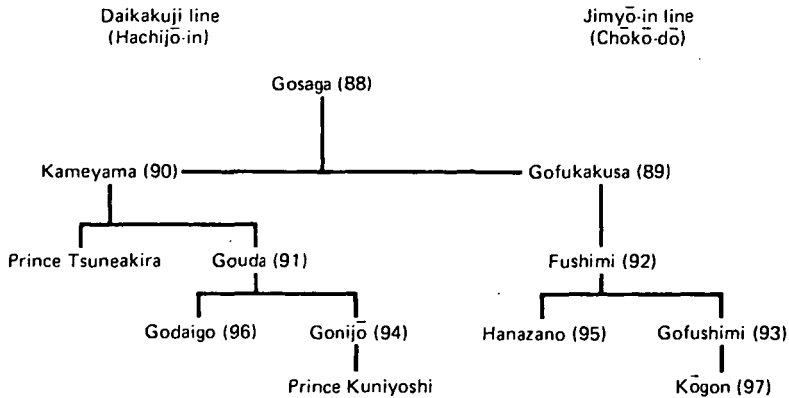 Daikakuji line
(Hachijō-in)
Jimyō-in line
(Chōkō-dō)
Gosaga (88)
Kameyama (90)
Gofukakusa (89)
Prince Tsuneakira
Gouda (91)
Fushimi (92)
Godaigo (96)
Gonijō (94)
Hanazano (95)
Gofushimi (93)
Prince Kuniyoshi
Kōgon (97)